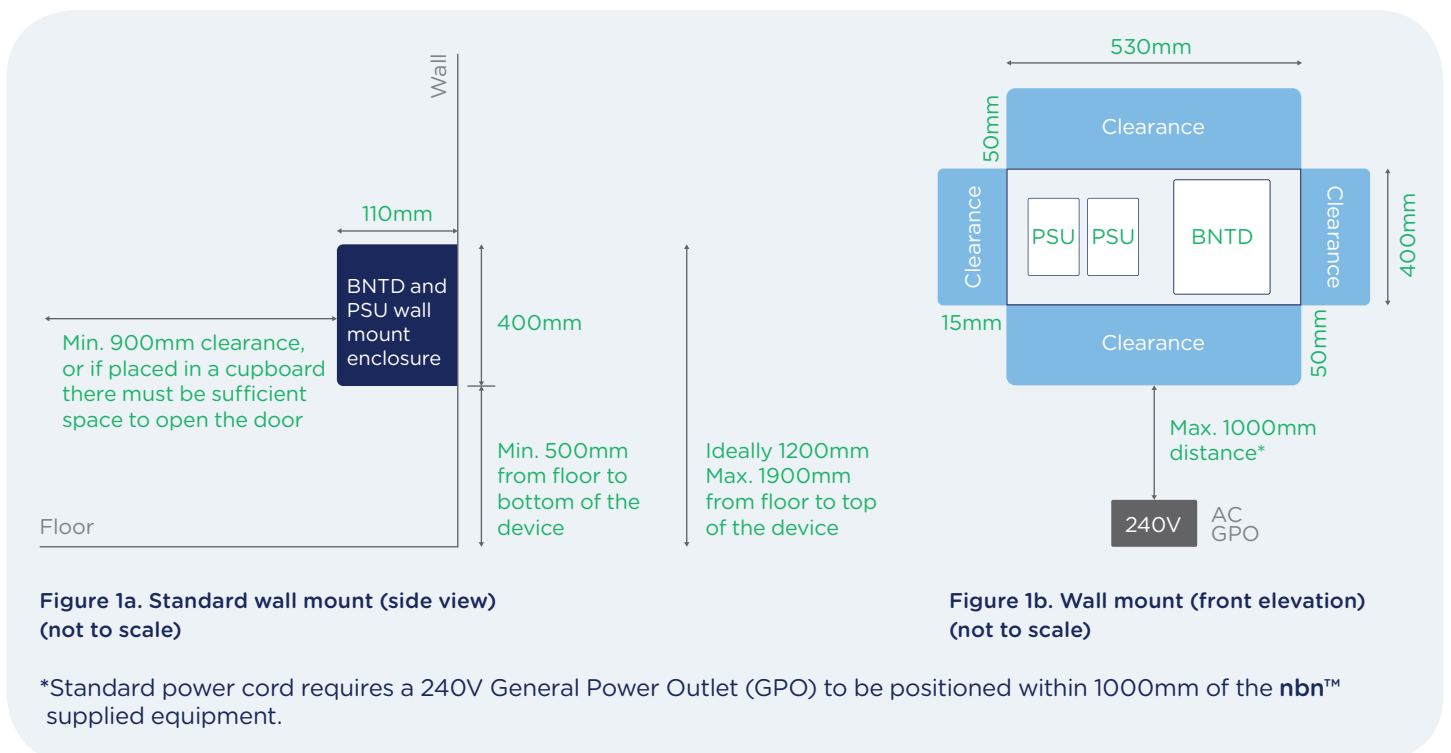 Wall
110mm
BNTD and
PSU wall
mount
enclosure
400mm
Min. 900mm clearance,
or if placed in a cupboard
there must be sufficient
space to open the door
Min. 500mm
from floor to
bottom of the
device
Ideally 1200mm
Max. 1900mm
from floor to top
of the device
Floor
Figure 1a. Standard wall mount (side view)
(not to scale)
530mm
50mm
Clearance
Clearance
PSU
PSU
BNTD
Clearance
400mm
15mm
Clearance
50mm
Max. 1000mm
distance*
240V
AC
GPO
Figure 1b. Wall mount (front elevation)
(not to scale)
*Standard power cord requires a 240V General Power Outlet (GPO) to be positioned within 1000mm of the nbn™
supplied equipment.